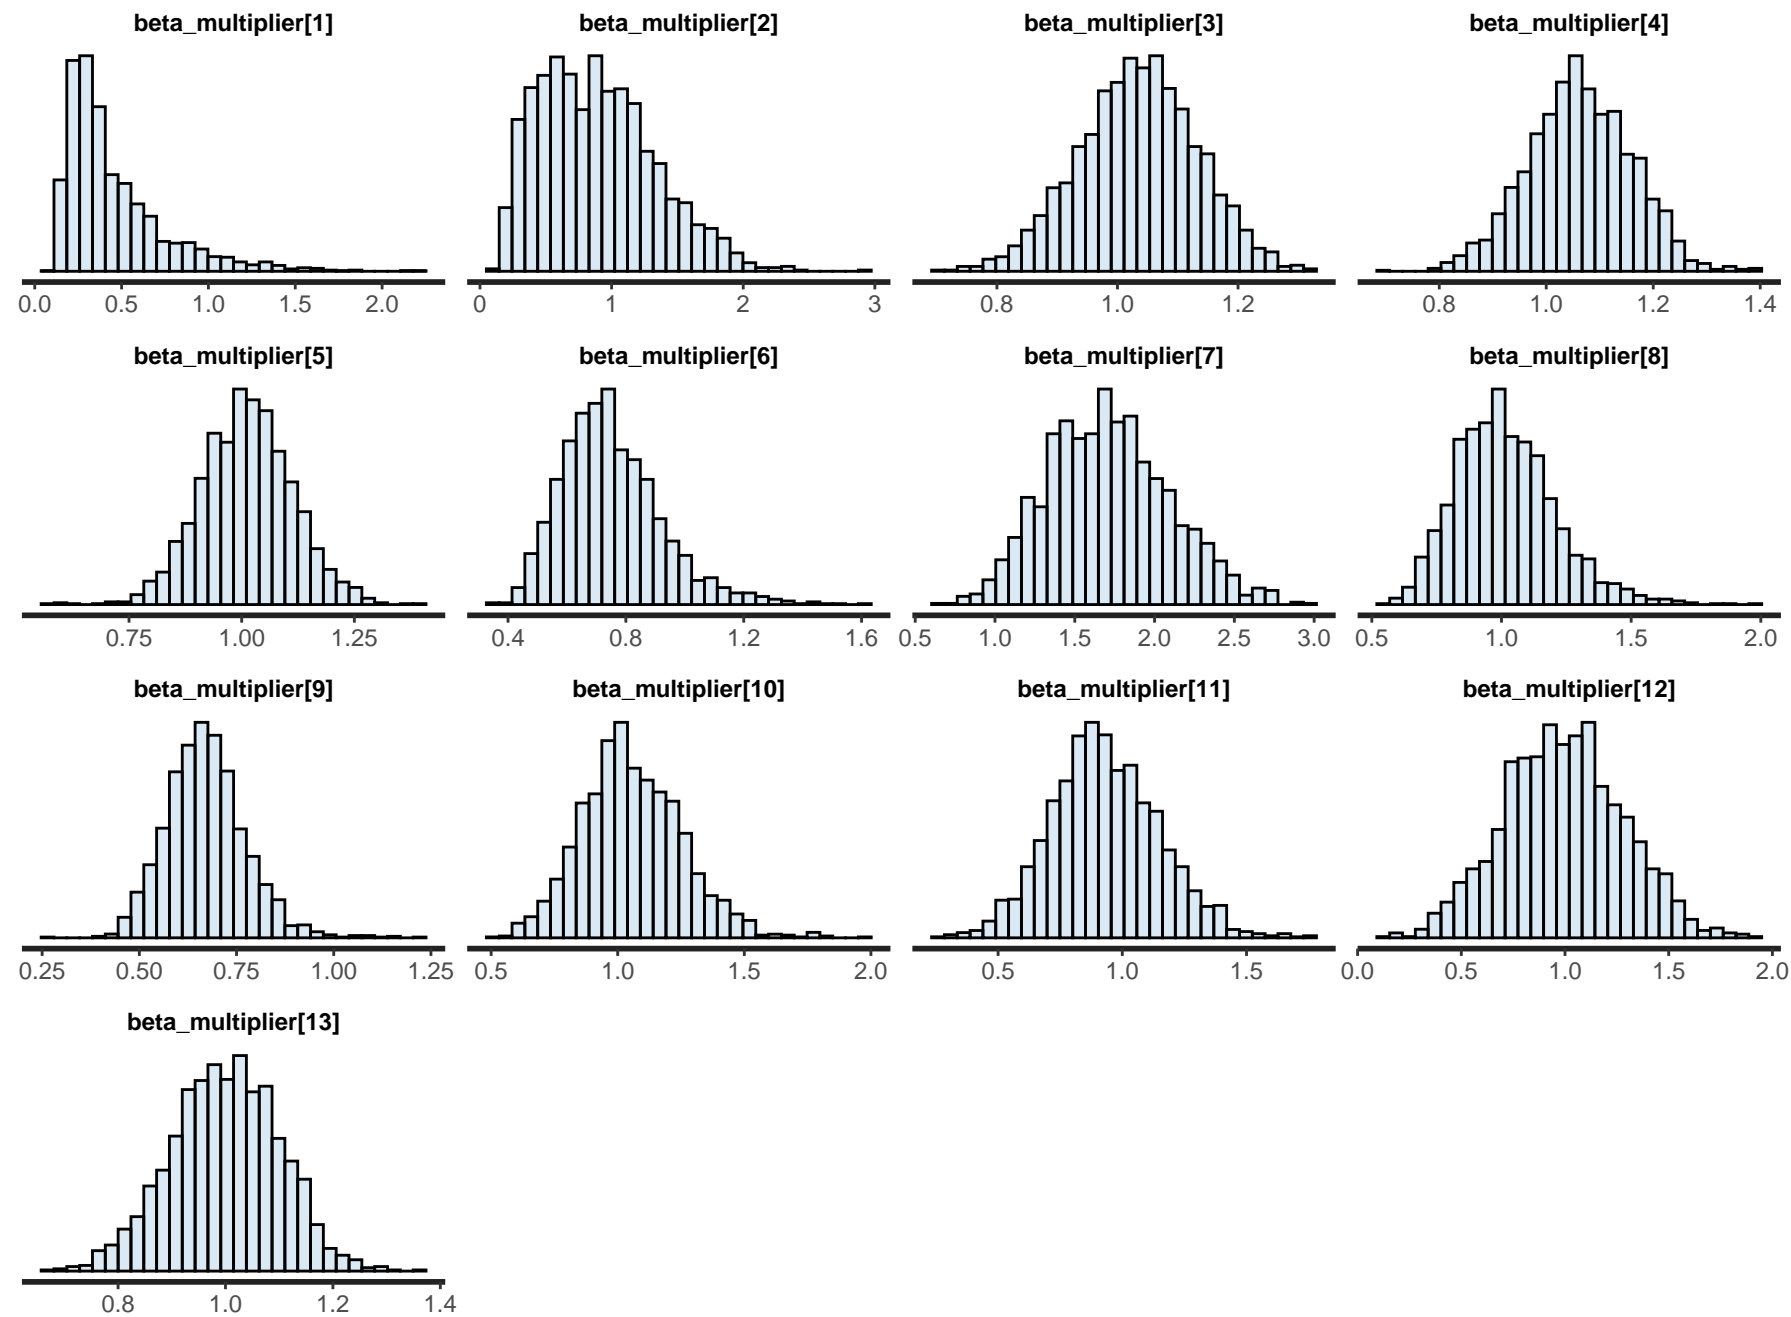 beta_multiplier[1] beta_multiplier[2] beta_multiplier[3] beta_multiplier[4]
0.0 0.5 1.0 1.5 2.0 0 1 2 3 0.8 1.0 1.2 0.8 1.0 1.2 1.4
beta_multiplier[5] beta_multiplier[6] beta_multiplier[7] beta_multiplier[8]
0.75 1.00 1.25 0.4 0.8 1.2 1.6 0.5 1.0 1.5 2.0 2.5 3.0 0.5 1.0 1.5 2.0
beta_multiplier[9] beta_multiplier[10] beta_multiplier[11] beta_multiplier[12]
0.25 0.50 0.75 1.00 1.25 0.5 1.0 1.5 2.0 0.5 1.0 1.5 0.0 0.5 1.0 1.5 2.0
beta_multiplier[13]
0.8 1.0 1.2 1.4